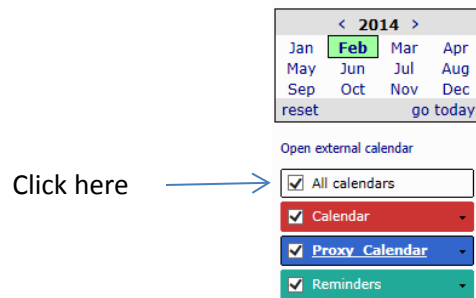 < 2014 >
Jan Feb Mar Apr
May Jun Jul Aug
Sep Oct Nov Dec
reset go today
Open external calendar
Click here
All calendars
Calendar
Proxy Calendar
Reminders